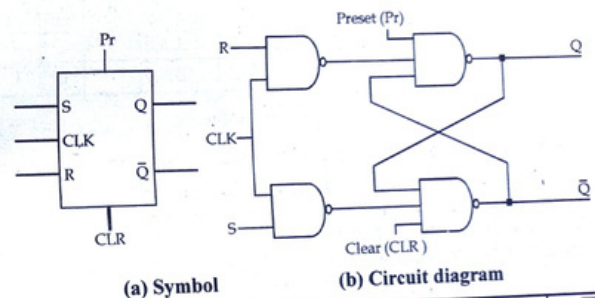 Pr
S
Q
CLK
R
Q̄
CLR
(a) Symbol
Preset (Pr)
R
Q
CLK
S
Q̄
Clear (CLR )
(b) Circuit diagram